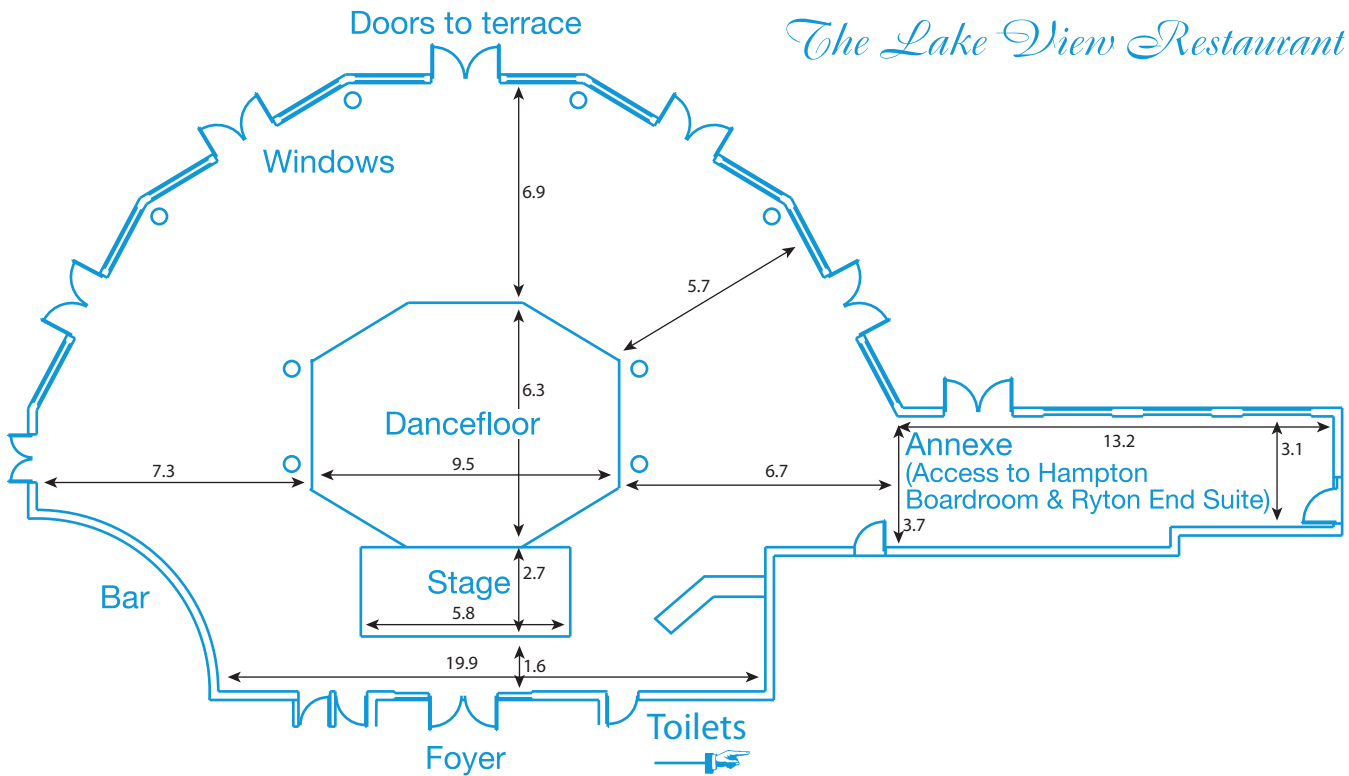 Doors to terrace
The Lake View Restaurant
Windows
6.9
5.7
6.3
Dancefloor
9.5
7.3
6.7
13.2
3.1
Annexe
(Access to Hampton
Boardroom & Ryton End Suite)
3.7
Stage
2.7
5.8
Bar
19.9
1.6
Toilets
Foyer